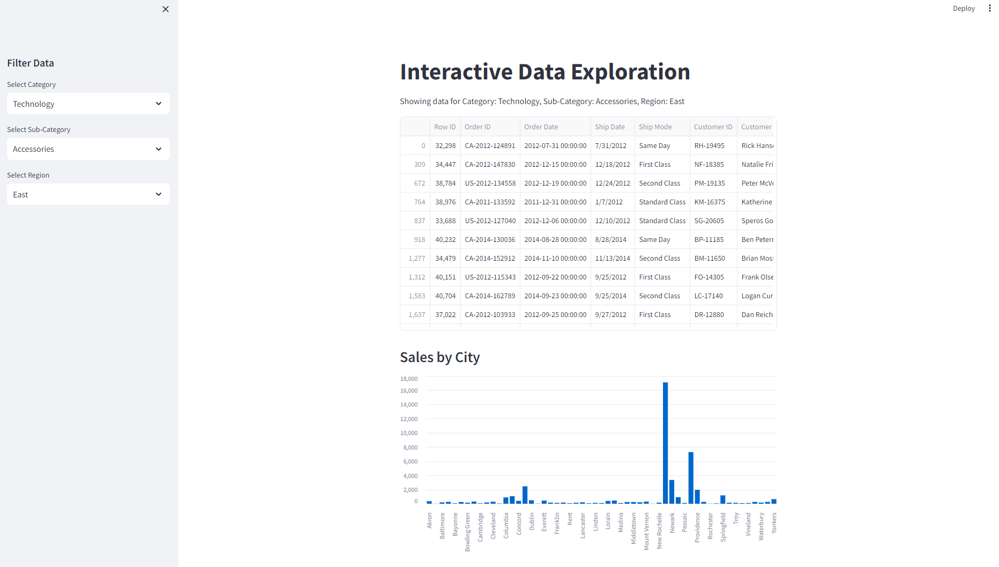 Deploy
Filter Data
Select Category
Technology
Select Sub-Category
Accessories
Select Region
East
Interactive Data Exploration
Showing data for Category: Technology, Sub-Category: Accessories, Region: East
Row ID Order ID Order Date Ship Date Ship Mode Customer ID Customer
0 32,298 CA-2012-124891 2012-07-31 00:00:00 7/31/2012 Same Day RH-19495 Rick
309 34,447 CA-2012-147830 2012-12-15 00:00:00 12/18/2012 First Class NF-18385 Natalie Fri
672 38,784 US-2012-134558 2012-12-19 00:00:00 12/24/2012 Second Class PM-19135 Peter
764 38,976 CA-2011-133592 2011-12-31 00:00:00 1/7/2012 Standard Class KM-16375 Katherine
837 33,688 US-2012-127040 2012-12-06 00:00:00 12/10/2012 Standard Class SG-20605 Speros Go
918 40,232 CA-2014-130036 2014-08-28 00:00:00 8/28/2014 Same Day BP-11185 Ben
1,277 34,479 CA-2014-152912 2014-11-10 00:00:00 11/13/2014 Second Class BM-11650 Brian
1,312 40,151 US-2012-115343 2012-09-22 00:00:00 9/25/2012 First Class FO-14305 Frank Olse
1,583 40,704 CA-2014-162789 2014-09-23 00:00:00 9/25/2014 Second Class LC-17140 Logan
1,637 37,022 CA-2012-103933 2012-09-25 00:00:00 9/27/2012 First Class DR-12880 Dan Reich
Sales by City
18,000
16,000
14,000
12,000
10,000
8,000
6,000
4,000
2,000
0
Akron
Baltimore
Bayonne
Bowling Green
Cambridge
Cleveland
Columbia
Concord
Dublin
Everett
Franklin
Kent
Lancaster
Linden
Lorain
Medina
Middletown
Mount Vernon
New Rochelle
Newark
Passaic
Providence
Rochester
Springfield
Troy
Vineland
Waterbury
Yonkers